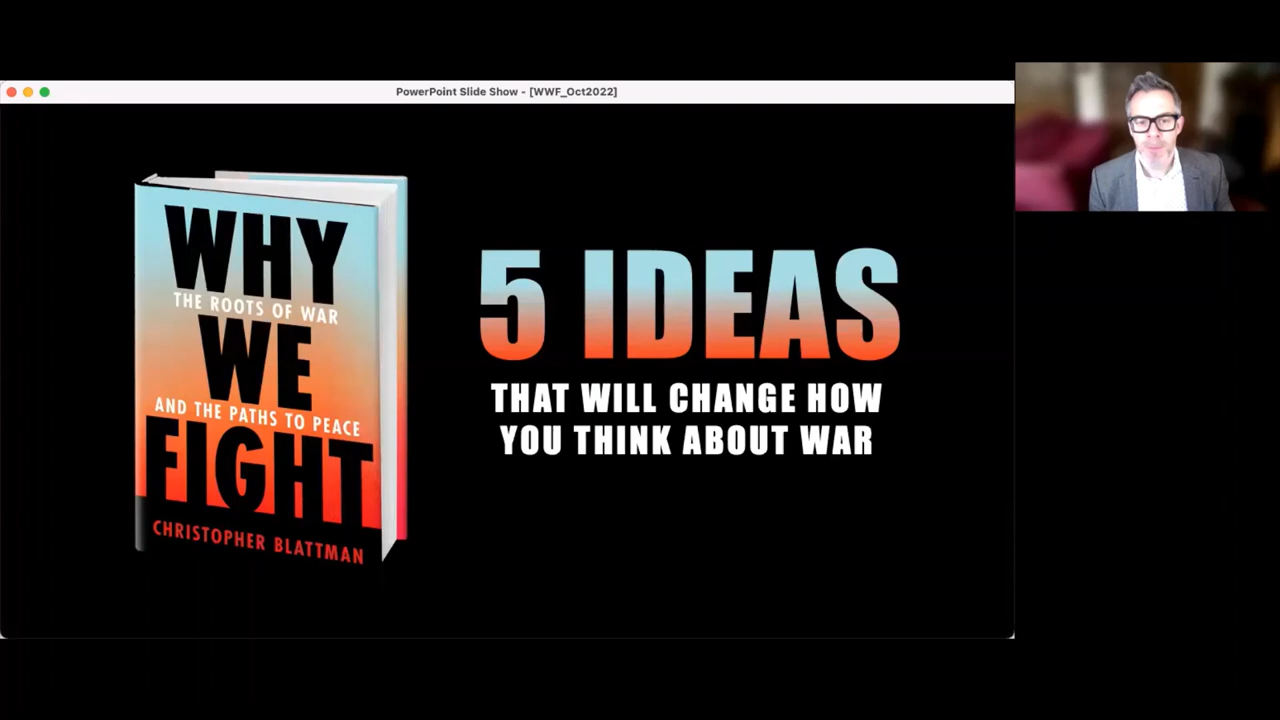 PowerPoint Slide Show - [WWF_Oct2022]
WHY
THE ROOTS OF WAR
WE
AND THE PATHS TO PEACE
FIGHT
CHRISTOPHER BLATTMAN
5 IDEAS
THAT WILL CHANGE HOW
YOU THINK ABOUT WAR